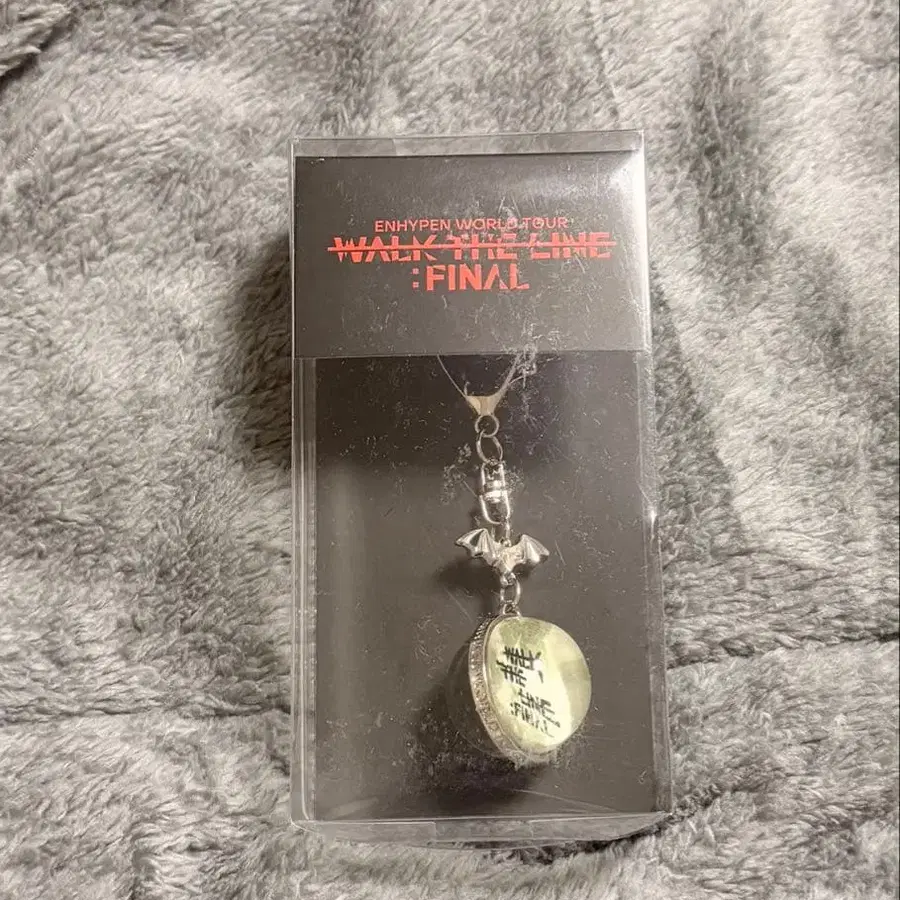 ENHYPEN WORLD TOUR
WALK THE LINE
:FINAL
WALK
THE
LINE
:FINAL